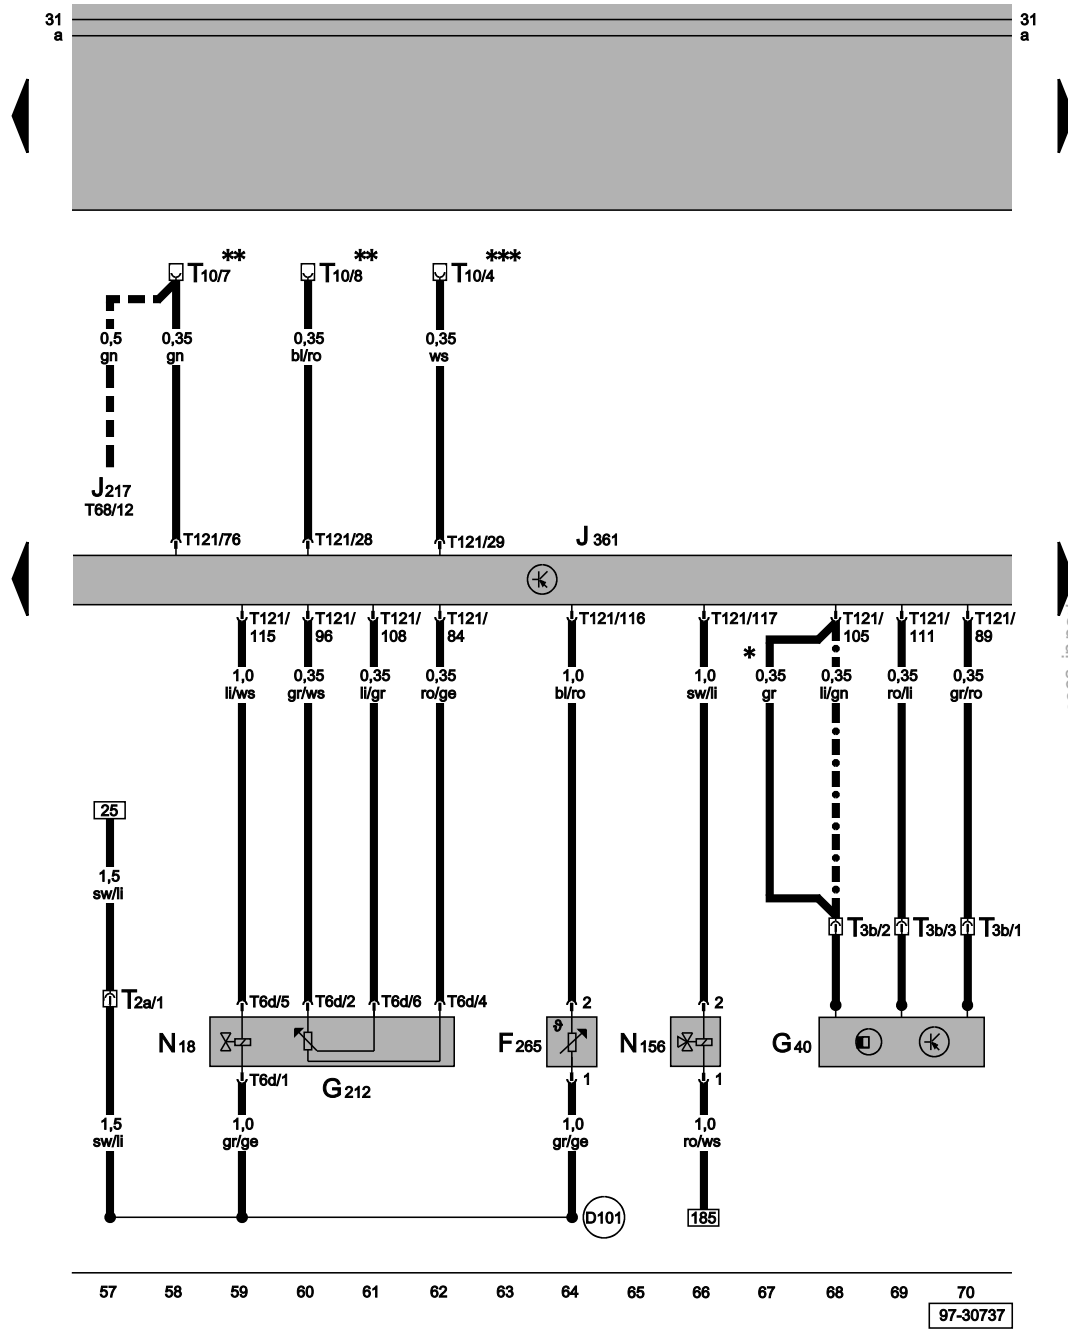 31 31
a a
** ** ***
T10/7 T10/8 T10/4
0,5 0,35 0,35 0,35
gn gn bl/ro ws
J217
T68/12
T121/76 T121/28 T121/29 J361
T121/ T121/ T121/ T121/ T121/116 T121/117 T121/ T121/ T121/
115 96 108 84 105 111 89
*
1,0 0,35 0,35 0,35 1,0 1,0 0,35 0,35 0,35 0,35
li/ws gr/ws li/gr ro/ge bl/ro sw/li gr li/gn ro/li gr/ro
25
1,5
sw/li
T3b/2 T3b/3 T3b/1
T2a/1 T6d/5 T6d/2 T6d/6 T6d/4 2 2
ϑ
N18 F265 N156 G40
T6d/1 G212 1 1
1,5 1,0 1,0 1,0
sw/li gr/ge gr/ge ro/ws
D101 185
57 58 59 60 61 62 63 64 65 66 67 68 69 70
97-30737